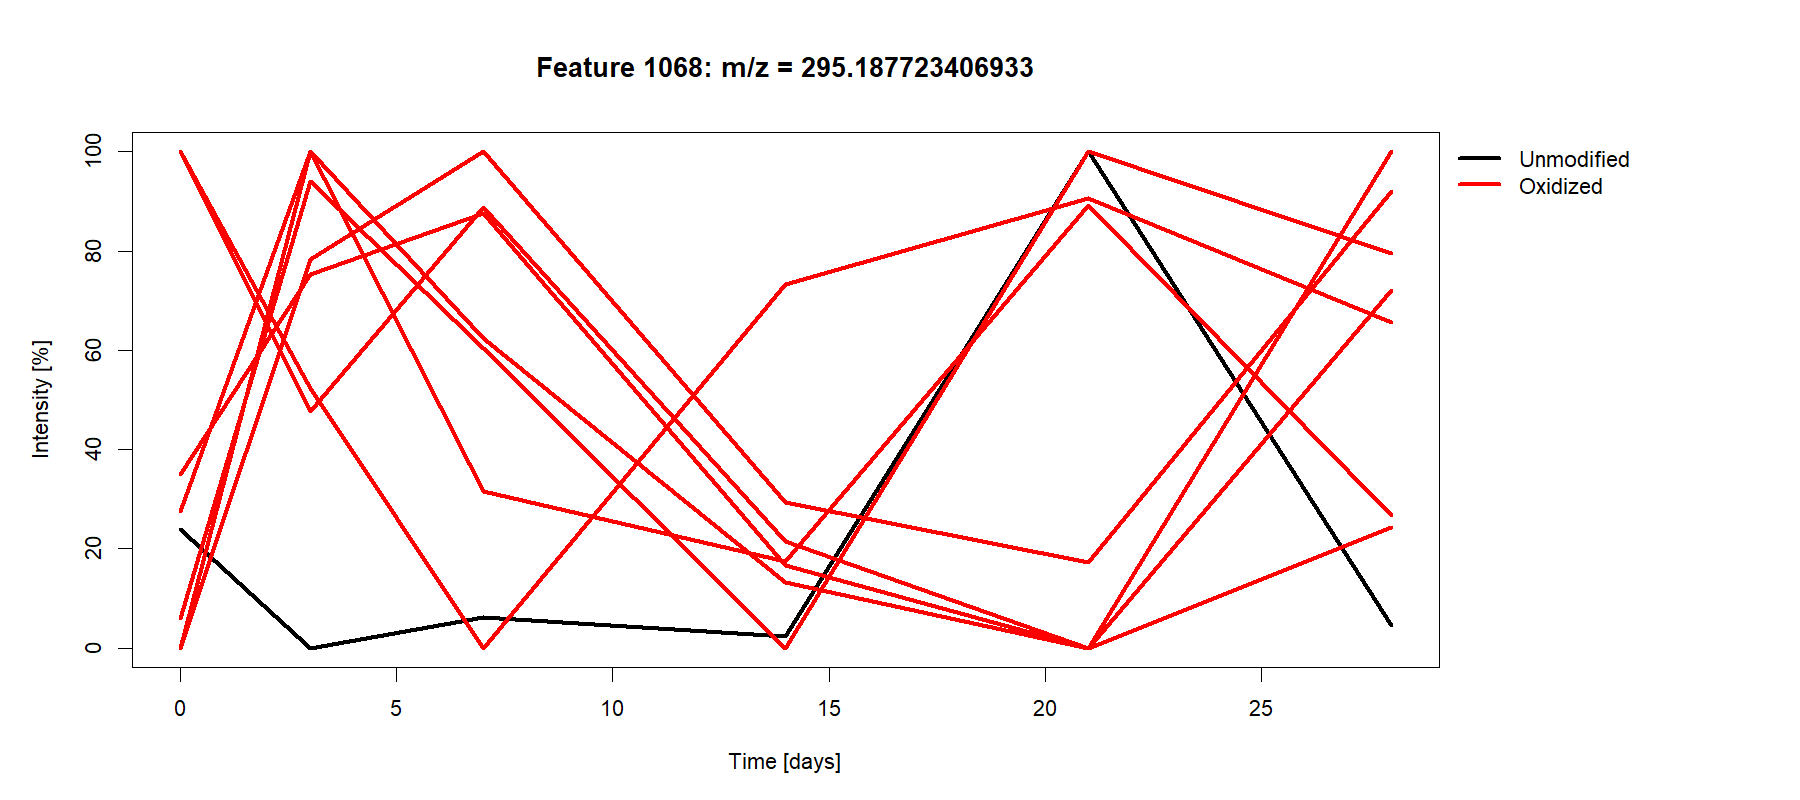 Feature 1068: m/z = 295.187723406933
Unmodified
Oxidized
Intensity [%]
100
80
60
40
20
0
0 5 10 15 20 25
Time [days]